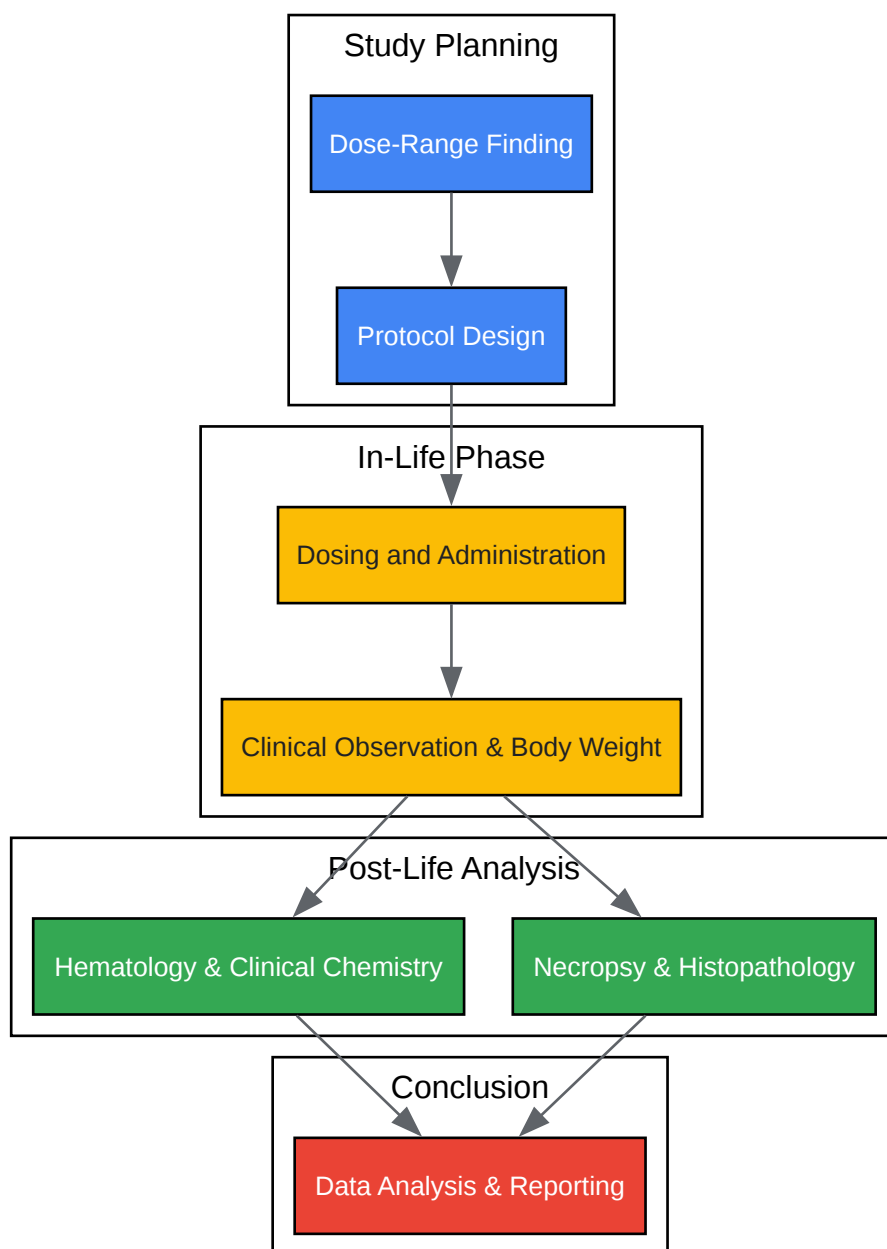 Study Planning
Dose-Range Finding
Protocol Design
In-Life Phase
Dosing and Administration
Clinical Observation & Body Weight
Post-Life Analysis
Hematology & Clinical Chemistry
Necropsy & Histopathology
Conclusion
Data Analysis & Reporting